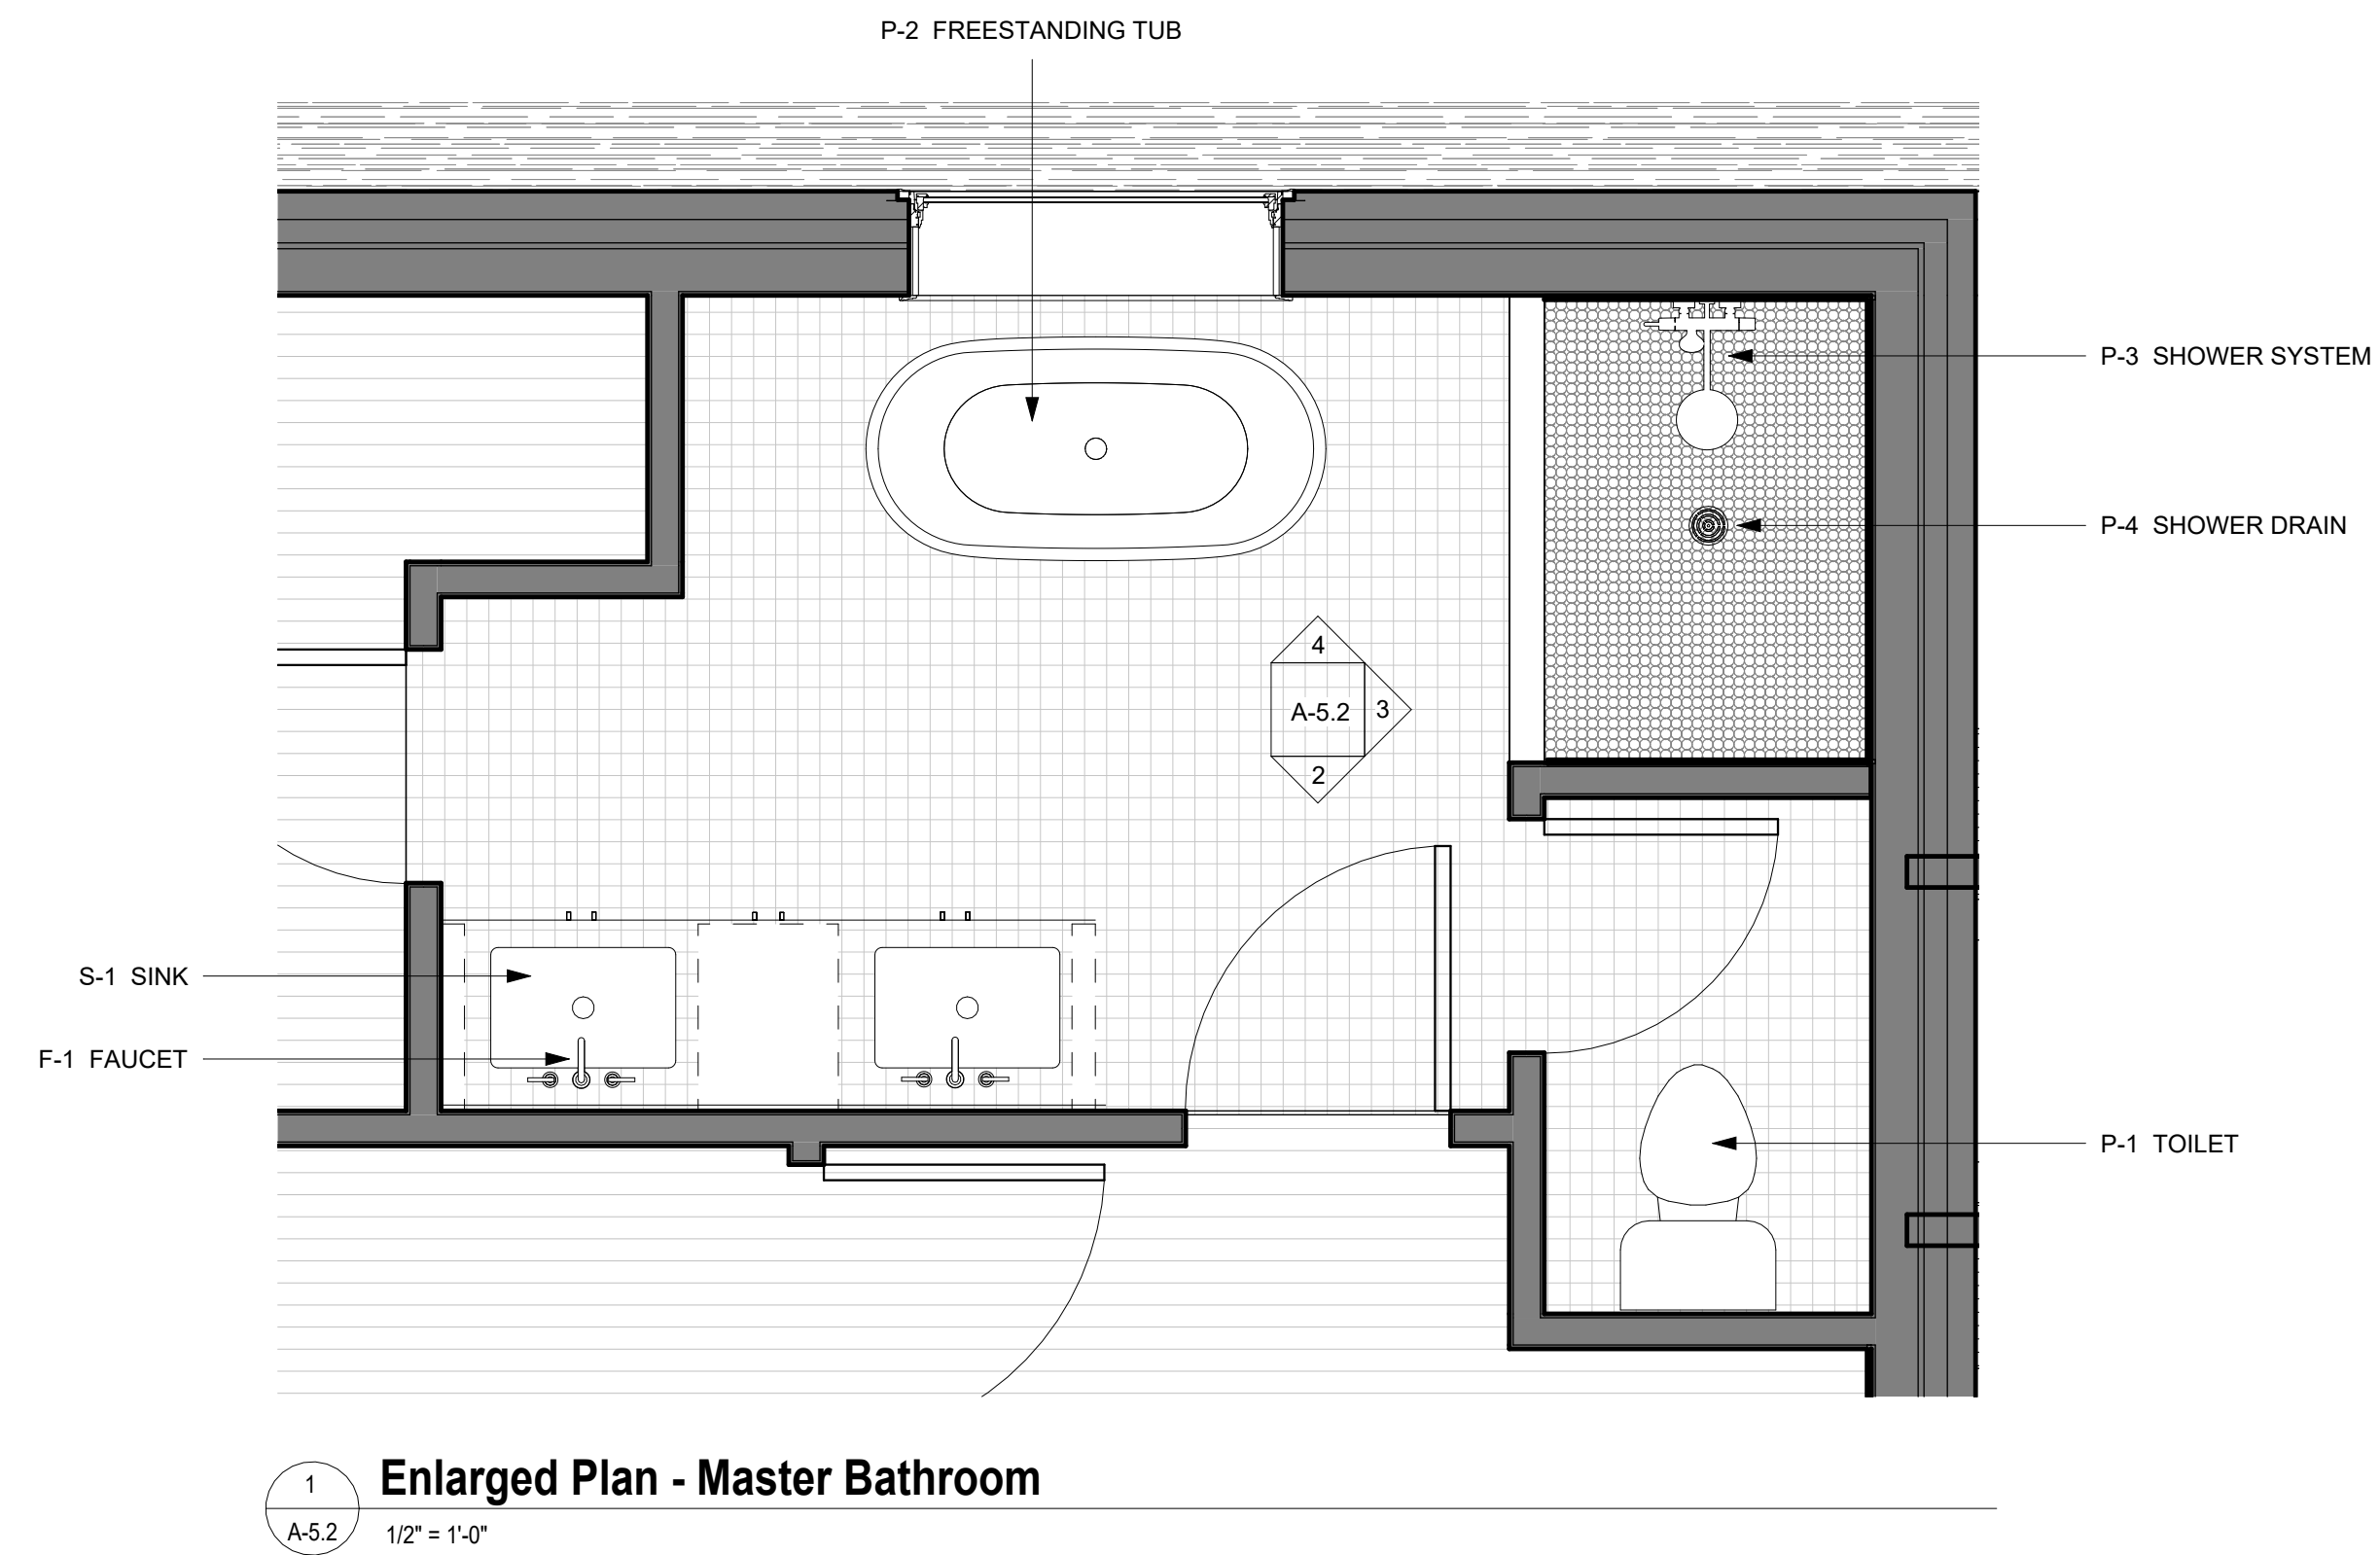 P-2 FREESTANDING TUB
P-3 SHOWER SYSTEM
P-4 SHOWER DRAIN
4
A-5.2
3
2
S-1 SINK
F-1 FAUCET
P-1 TOILET
1
Enlarged Plan - Master Bathroom
A-5.2
1/2" = 1'-0"